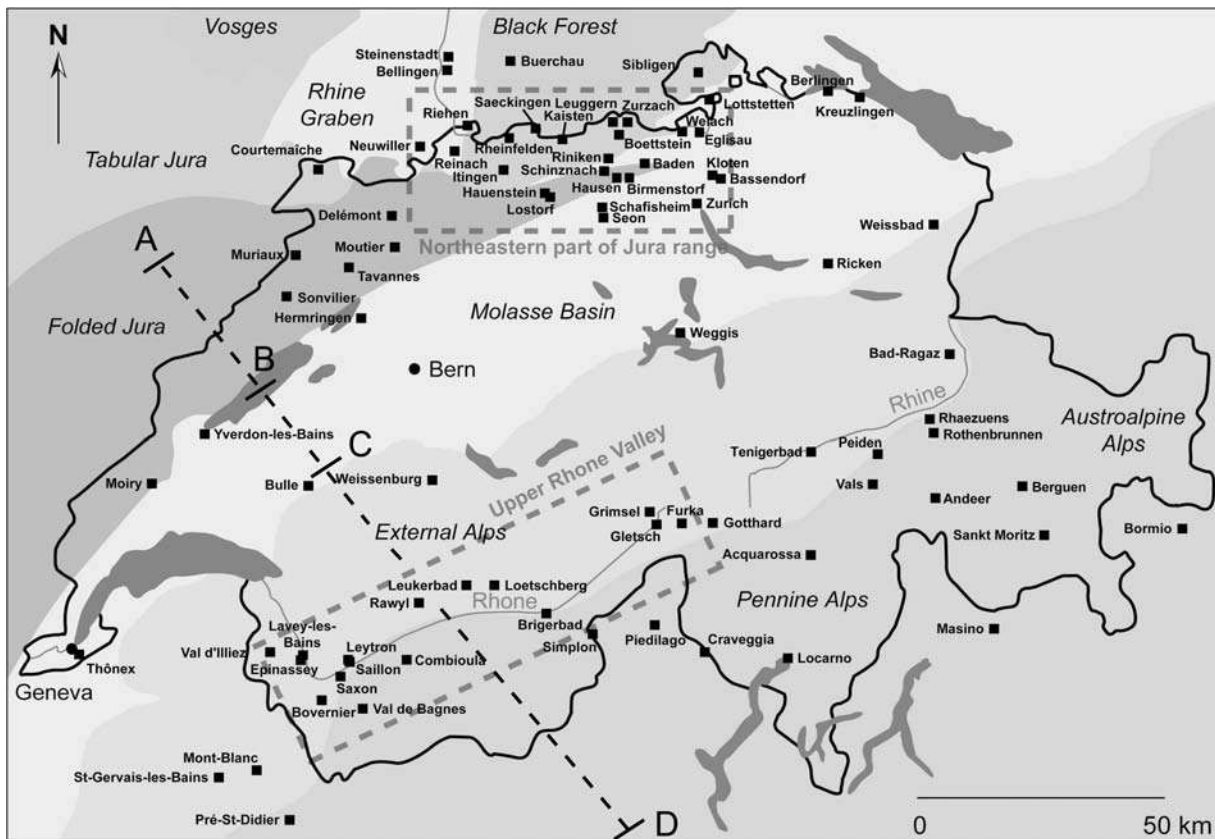 Vosges
Black Forest
N
Steinenstadt
Bellingen
Buerchau
Sibligen
Berlingen
Kreuzlingen
Rhine
Graben
Saeckingen
Leuggern
Zurzach
Lottstetten
Riehen
Kaisten
Weiach
Tabular Jura
Courtemaîche
Neuwiller
Rheinfelden
Boettstein
Eglisau
Reinach
Itingen
Riniken
Baden
Kloten
Schinznach
Bassendorf
Hauenstein
Hausen
Birmenstorf
Lostorf
Schafisheim
Zurich
Seon
Delémont
Weissbad
A
Moutier
Northeastern part of Jura range
Muriaux
Tavannes
Ricken
Sonvilier
Hermringen
Folded Jura
Molasse Basin
Weggis
B
Bern
Bad-Ragaz
Rhine
Yverdon-les-Bains
Rhaezuens
Rothenbrunnen
Austroalpine
Alps
Upper Rhone Valley
Tenigerbad
Peiden
C
Moiry
Bulle
Weissenburg
Vals
Andeer
Berguen
Grimsel
Furka
Gotthard
External Alps
Gletsch
Sankt Moritz
Bormio
Acquarossa
Leukerbad
Loetschberg
Rawyl
Rhone
Pennine Alps
Brigerbad
Lavey-les-
Bains
Simplon
Piedilago
Craveggia
Masino
Val d'Illiez
Leytron
Combioula
Locarno
Epinassey
Saillon
Thônex
Saxon
Geneva
Bovernier
Val de Bagnes
Mont-Blanc
St-Gervais-les-Bains
Pré-St-Didier
D
0
50 km